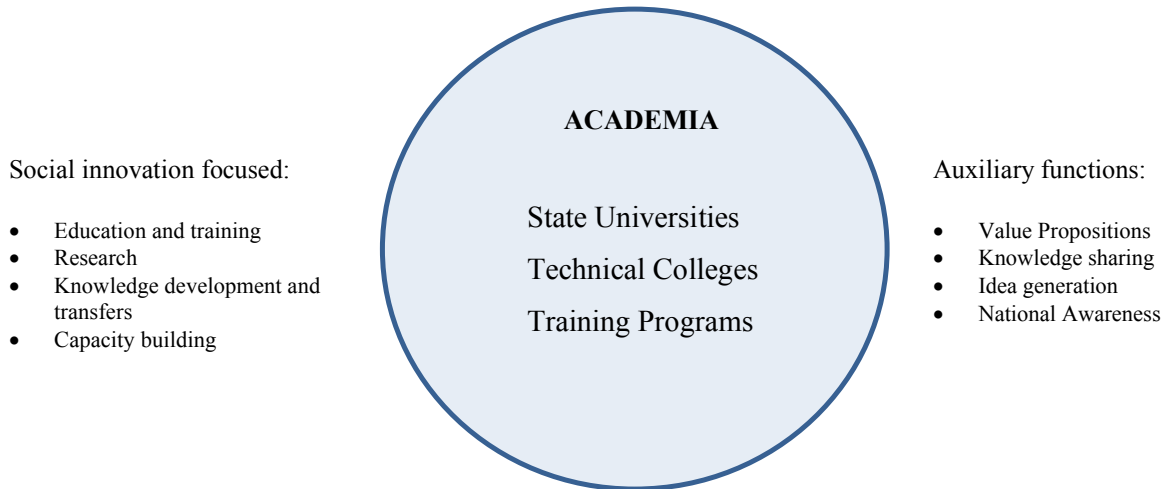 ACADEMIA
Social innovation focused:
• Education and training
• Research
• Knowledge development and
transfers
• Capacity building
State Universities
Technical Colleges
Training Programs
Auxiliary functions:
• Value Propositions
• Knowledge sharing
• Idea generation
• National Awareness